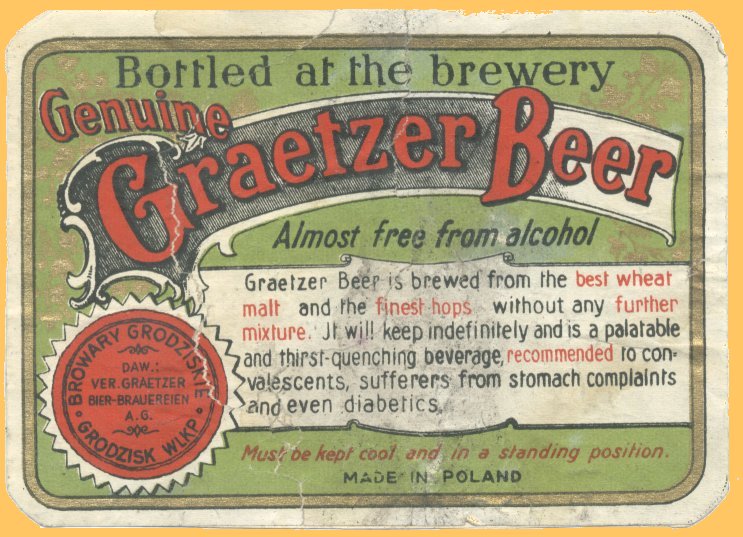 Bottled at the brewery
Genuine
Graetzer Beer
Almost free from alcohol
Graetzer Beer is brewed from the best wheat
malt and the finest hops without any further
mixture. Jt will keep indefinitely and is a palatable
and thirst-quenching beverage, recommended to con-
valescents, sufferers from stomach complaints
and even diabetics.
BROWARY GRODZISKIE
DAW.:
VER. GRAETZER
BIER-BRAUEREIEN
A. G.
GRODZISK WLKP.
Must be kept cool and in a standing position.
MADE IN POLAND